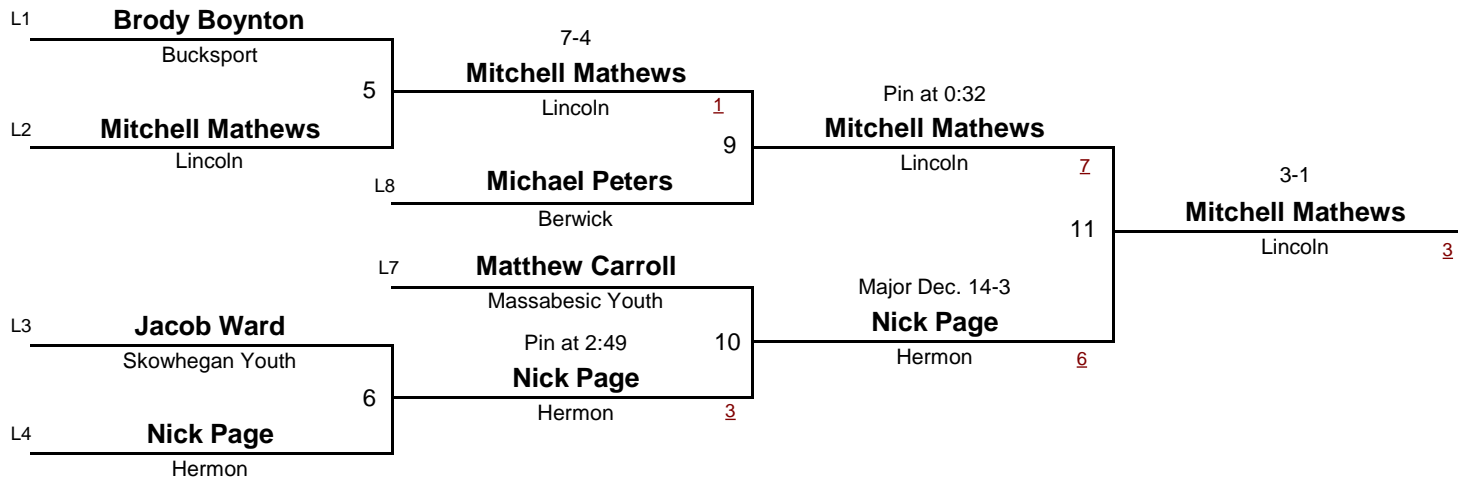 L1
Brody Boynton
Bucksport
5
L2
Mitchell Mathews
Lincoln
7-4
Mitchell Mathews
Lincoln
1
9
L8
Michael Peters
Berwick
Pin at 0:32
Mitchell Mathews
Lincoln
7
11
3-1
Mitchell Mathews
Lincoln
3
L7
Matthew Carroll
Massabesic Youth
10
Major Dec. 14-3
Nick Page
Hermon
6
L3
Jacob Ward
Skowhegan Youth
6
Pin at 2:49
Nick Page
Hermon
3
L4
Nick Page
Hermon